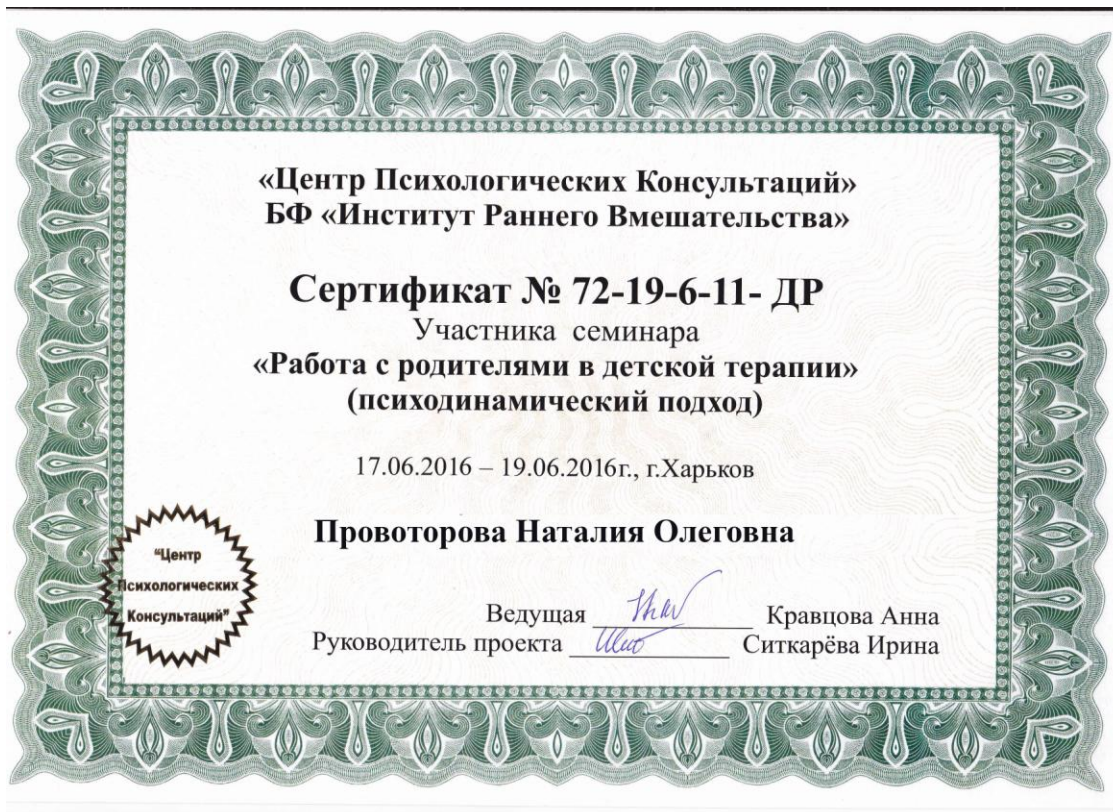 «Центр Психологических Консультаций»
БФ «Институт Раннего Вмешательства»
Сертификат № 72-19-6-11- ДР
Участника семинара
«Работа с родителями в детской терапии»
(психодинамический подход)
17.06.2016 – 19.06.2016г., г.Харьков
Провоторова Наталия Олеговна
"Центр
Психологических
Консультаций"
Ведущая Кравцова Анна
Руководитель проекта Ситкарёва Ирина